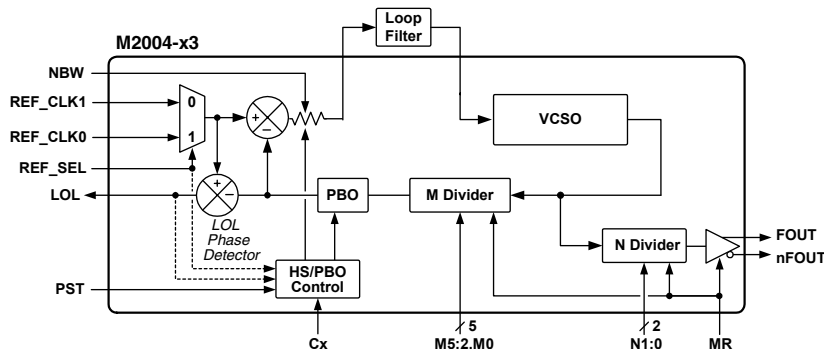 Loop
Filter
M2004-x3
NBW
REF_CLK1
0
+
−
VCSO
REF_CLK0
1
REF_SEL
LOL
+
−
PBO
M Divider
LOL
Phase
Detector
N Divider
FOUT
nFOUT
HS/PBO
Control
PST
5
2
Cx
M5:2,M0
N1:0
MR